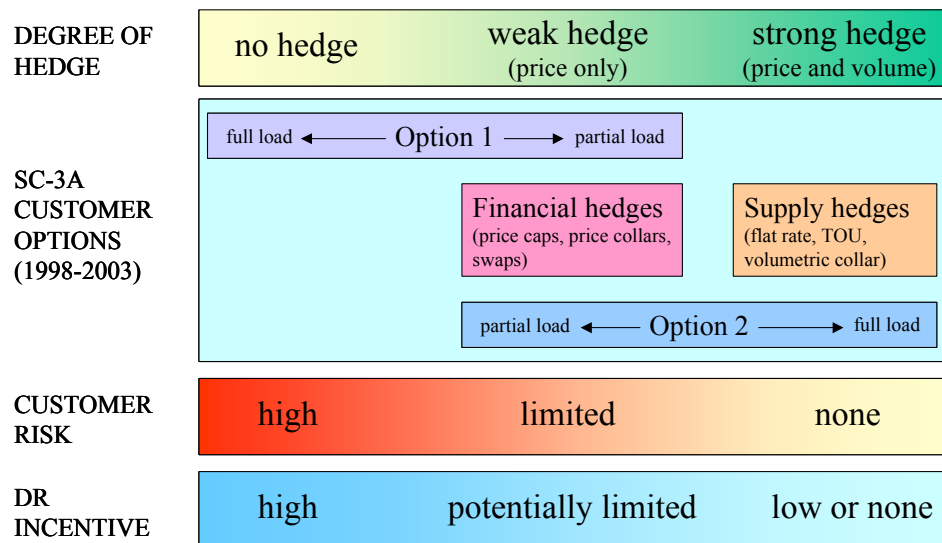 DEGREE OF
HEDGE
no hedge
weak hedge
(price only)
strong hedge
(price and volume)
SC-3A
CUSTOMER
OPTIONS
(1998-2003)
full load Option 1 partial load
Financial hedges
(price caps, price collars,
swaps)
Supply hedges
(flat rate, TOU,
volumetric collar)
partial load Option 2 full load
CUSTOMER
RISK
high limited none
DR
INCENTIVE
high potentially limited low or none